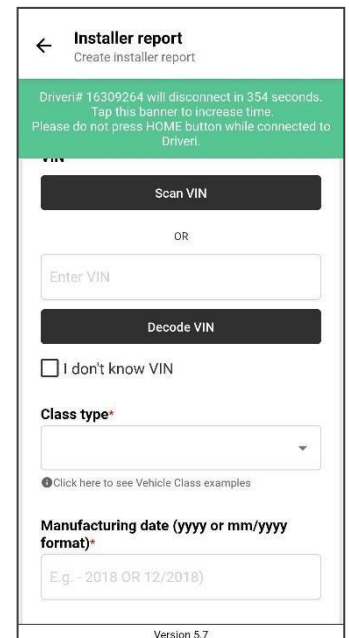 Installer report
Create installer report
Driveri# 16309264 will disconnect in 354 seconds.
Tap this banner to increase time.
Please do not press HOME button while connected to
Driveri.
VIN
Scan VIN
OR
Enter VIN
Decode VIN
I don't know VIN
Class type*
Click here to see Vehicle Class examples
Manufacturing date (yyyy or mm/yyyy
format)*
E.g.- 2018 OR 12/2018)
Version 5.7